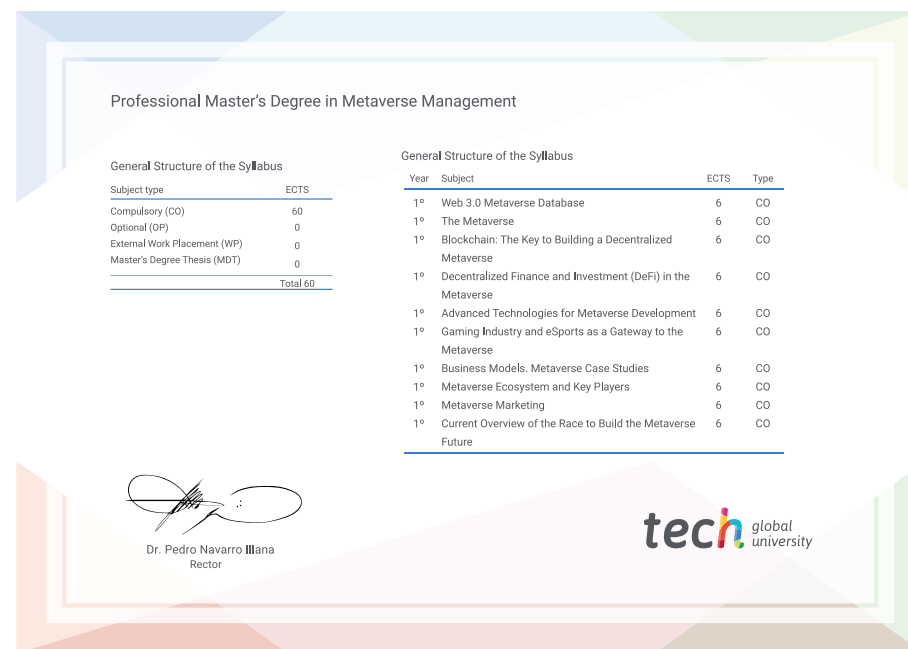 Professional Master's Degree in Metaverse Management
General Structure of the Syllabus
Subject type ECTS
Compulsory (CO) 60
Optional (OP) 0
External Work Placement (WP) 0
Master's Degree Thesis (MDT) 0
Total 60
General Structure of the Syllabus
Year Subject ECTS Type
1º Web 3.0 Metaverse Database 6 CO
1º The Metaverse 6 CO
1º Blockchain: The Key to Building a Decentralized 6 CO
Metaverse
1º Decentralized Finance and Investment (DeFi) in the 6 CO
Metaverse
1º Advanced Technologies for Metaverse Development 6 CO
1º Gaming Industry and eSports as a Gateway to the 6 CO
Metaverse
1º Business Models. Metaverse Case Studies 6 CO
1º Metaverse Ecosystem and Key Players 6 CO
1º Metaverse Marketing 6 CO
1º Current Overview of the Race to Build the Metaverse 6 CO
Future
Dr. Pedro Navarro Illana
Rector
tech global
university